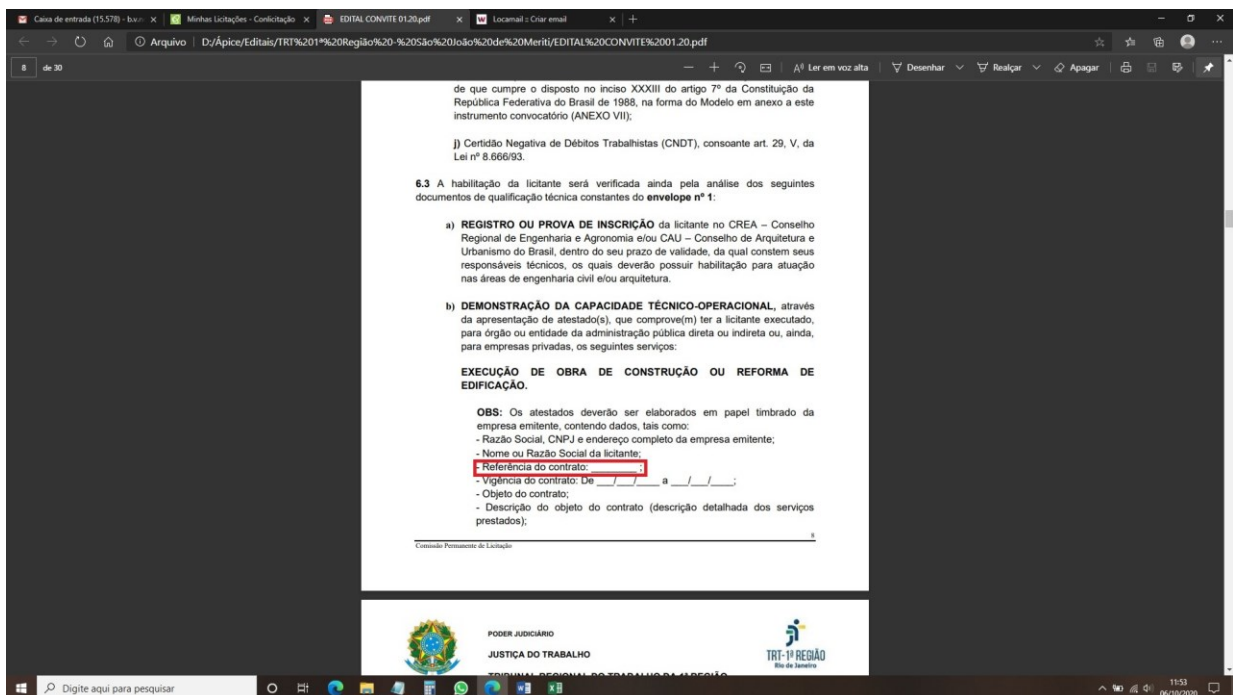 Caixa de entrada (15.578) - b.v.
Minhas Licitações - Conlicitação
EDITAL CONVITE 01.20.pdf
Locamail :: Criar email
Arquivo | D:/Ápice/Editais/TRT%201ª%20Região%20-%20São%20João%20de%20Meriti/EDITAL%20CONVITE%2001.20.pdf
8 de 30
Ler em voz alta
Desenhar
Realçar
Apagar
de que cumpre o disposto no inciso XXXIII do artigo 7º da Constituição da
República Federativa do Brasil de 1988, na forma do Modelo em anexo a este
instrumento convocatório (ANEXO VII);
j) Certidão Negativa de Débitos Trabalhistas (CNDT), consoante art. 29, V, da
Lei nº 8.666/93.
6.3 A habilitação da licitante será verificada ainda pela análise dos seguintes
documentos de qualificação técnica constantes do envelope nº 1:
a) REGISTRO OU PROVA DE INSCRIÇÃO da licitante no CREA – Conselho
Regional de Engenharia e Agronomia e/ou CAU – Conselho de Arquitetura e
Urbanismo do Brasil, dentro do seu prazo de validade, da qual constem seus
responsáveis técnicos, os quais deverão possuir habilitação para atuação
nas áreas de engenharia civil e/ou arquitetura.
b) DEMONSTRAÇÃO DA CAPACIDADE TÉCNICO-OPERACIONAL, através
da apresentação de atestado(s), que comprove(m) ter a licitante executado,
para órgão ou entidade da administração pública direta ou indireta ou, ainda,
para empresas privadas, os seguintes serviços:
EXECUÇÃO DE OBRA DE CONSTRUÇÃO OU REFORMA DE
EDIFICAÇÃO.
OBS: Os atestados deverão ser elaborados em papel timbrado da
empresa emitente, contendo dados, tais como:
- Razão Social, CNPJ e endereço completo da empresa emitente;
- Nome ou Razão Social da licitante;
- Referência do contrato: ________ ;
- Vigência do contrato: De ___/___/____ a ___/___/____;
- Objeto do contrato;
- Descrição do objeto do contrato (descrição detalhada dos serviços
prestados);
8
Comissão Permanente de Licitação
PODER JUDICIÁRIO
JUSTIÇA DO TRABALHO
TRIBUNAL REGIONAL DO TRABALHO DA 1ª REGIÃO
TRT-1ª REGIÃO
Rio de Janeiro
Digite aqui para pesquisar
11:53
06/10/2020